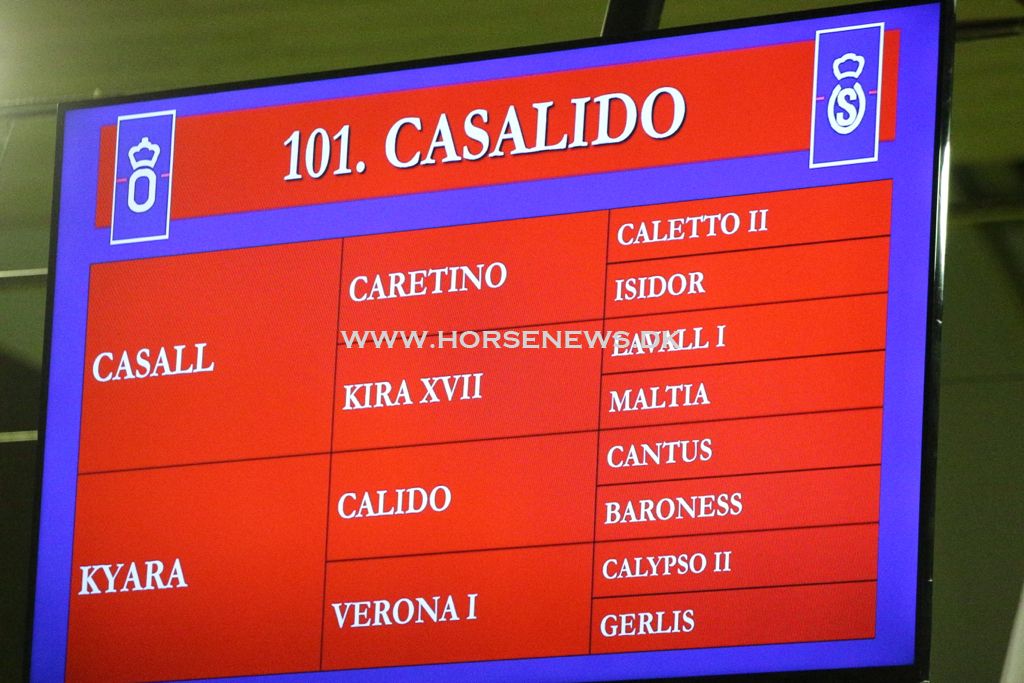 101. CASALIDO
O
S
CASALL
CARETINO
CALETTO II
ISIDOR
KIRA XVII
LAVALL I
MALTIA
KYARA
CALIDO
CANTUS
BARONESS
VERONA I
CALYPSO II
GERLIS
WWW.HORSENEWS.DK